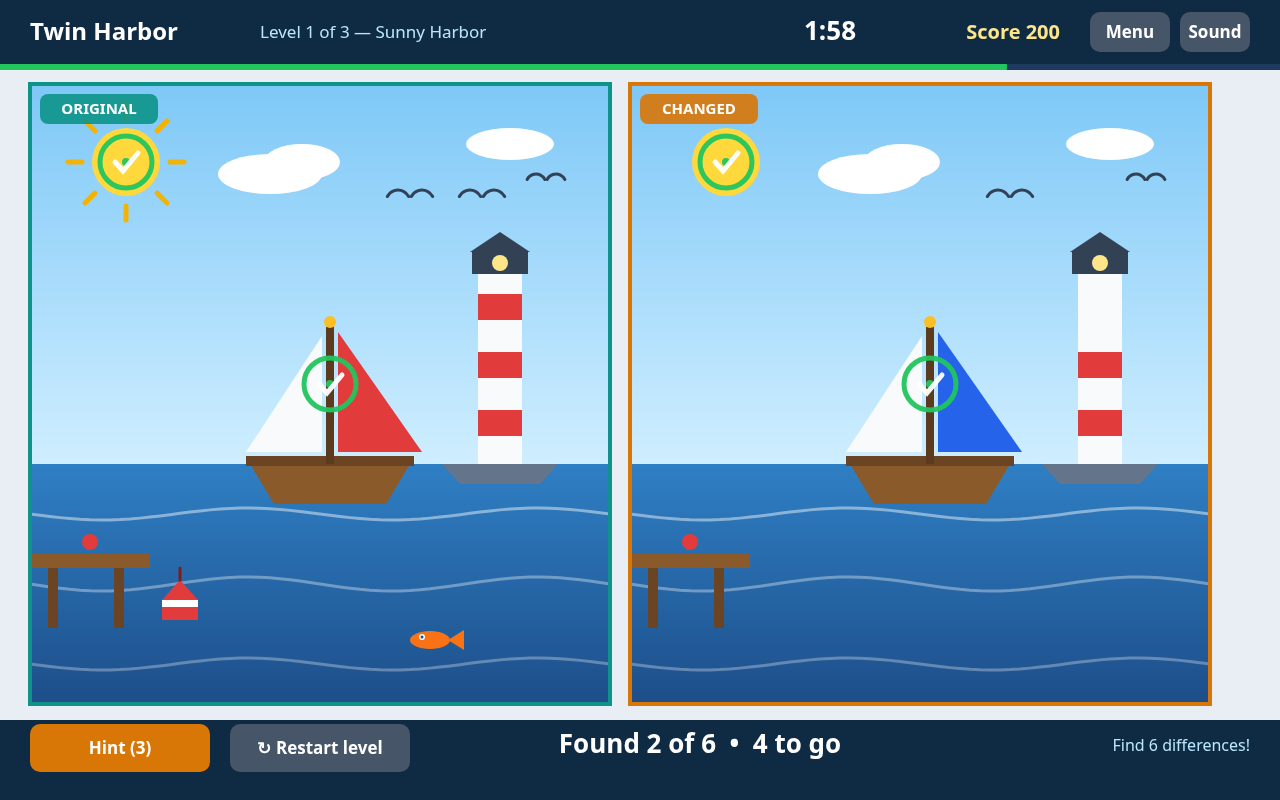 Twin Harbor
Level 1 of 3 — Sunny Harbor
1:58
Score 200
Menu
Sound
ORIGINAL
CHANGED
Hint (3)
↻ Restart level
Found 2 of 6 • 4 to go
Find 6 differences!